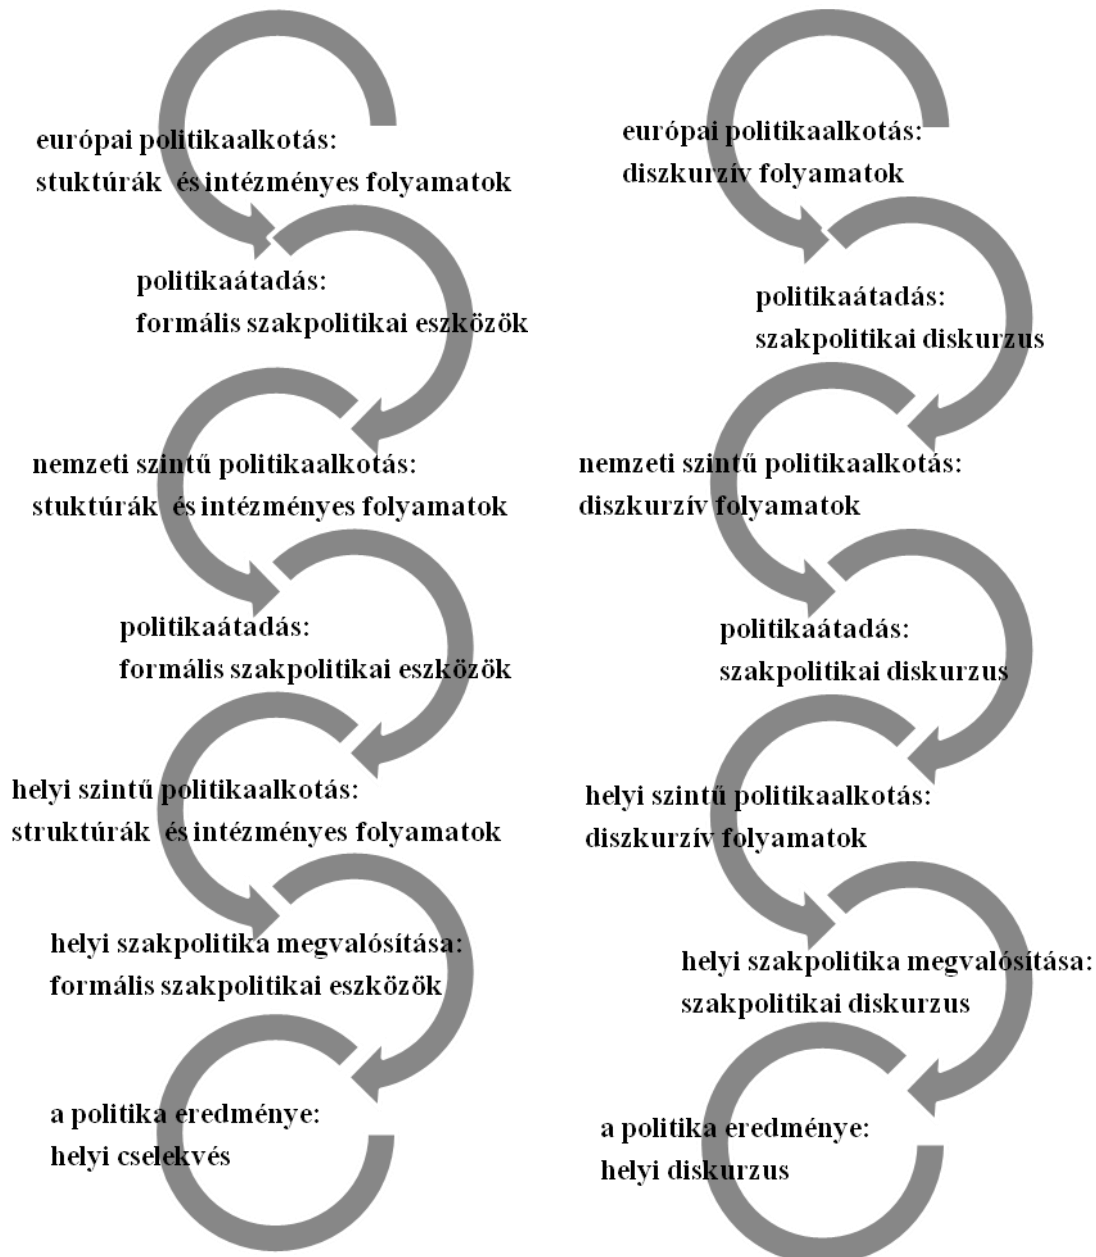 európai politikaalkotás:
stuktúrák és intézményes folyamatok
politikaátadás:
formális szakpolitikai eszközök
nemzeti szintű politikaalkotás:
stuktúrák és intézményes folyamatok
politikaátadás:
formális szakpolitikai eszközök
helyi szintű politikaalkotás:
struktúrák és intézményes folyamatok
helyi szakpolitika megvalósítása:
formális szakpolitikai eszközök
a politika eredménye:
helyi cselekvés
európai politikaalkotás:
diszkurzív folyamatok
politikaátadás:
szakpolitikai diskurzus
nemzeti szintű politikaalkotás:
diszkurzív folyamatok
politikaátadás:
szakpolitikai diskurzus
helyi szintű politikaalkotás:
diszkurzív folyamatok
helyi szakpolitika megvalósítása:
szakpolitikai diskurzus
a politika eredménye:
helyi diskurzus